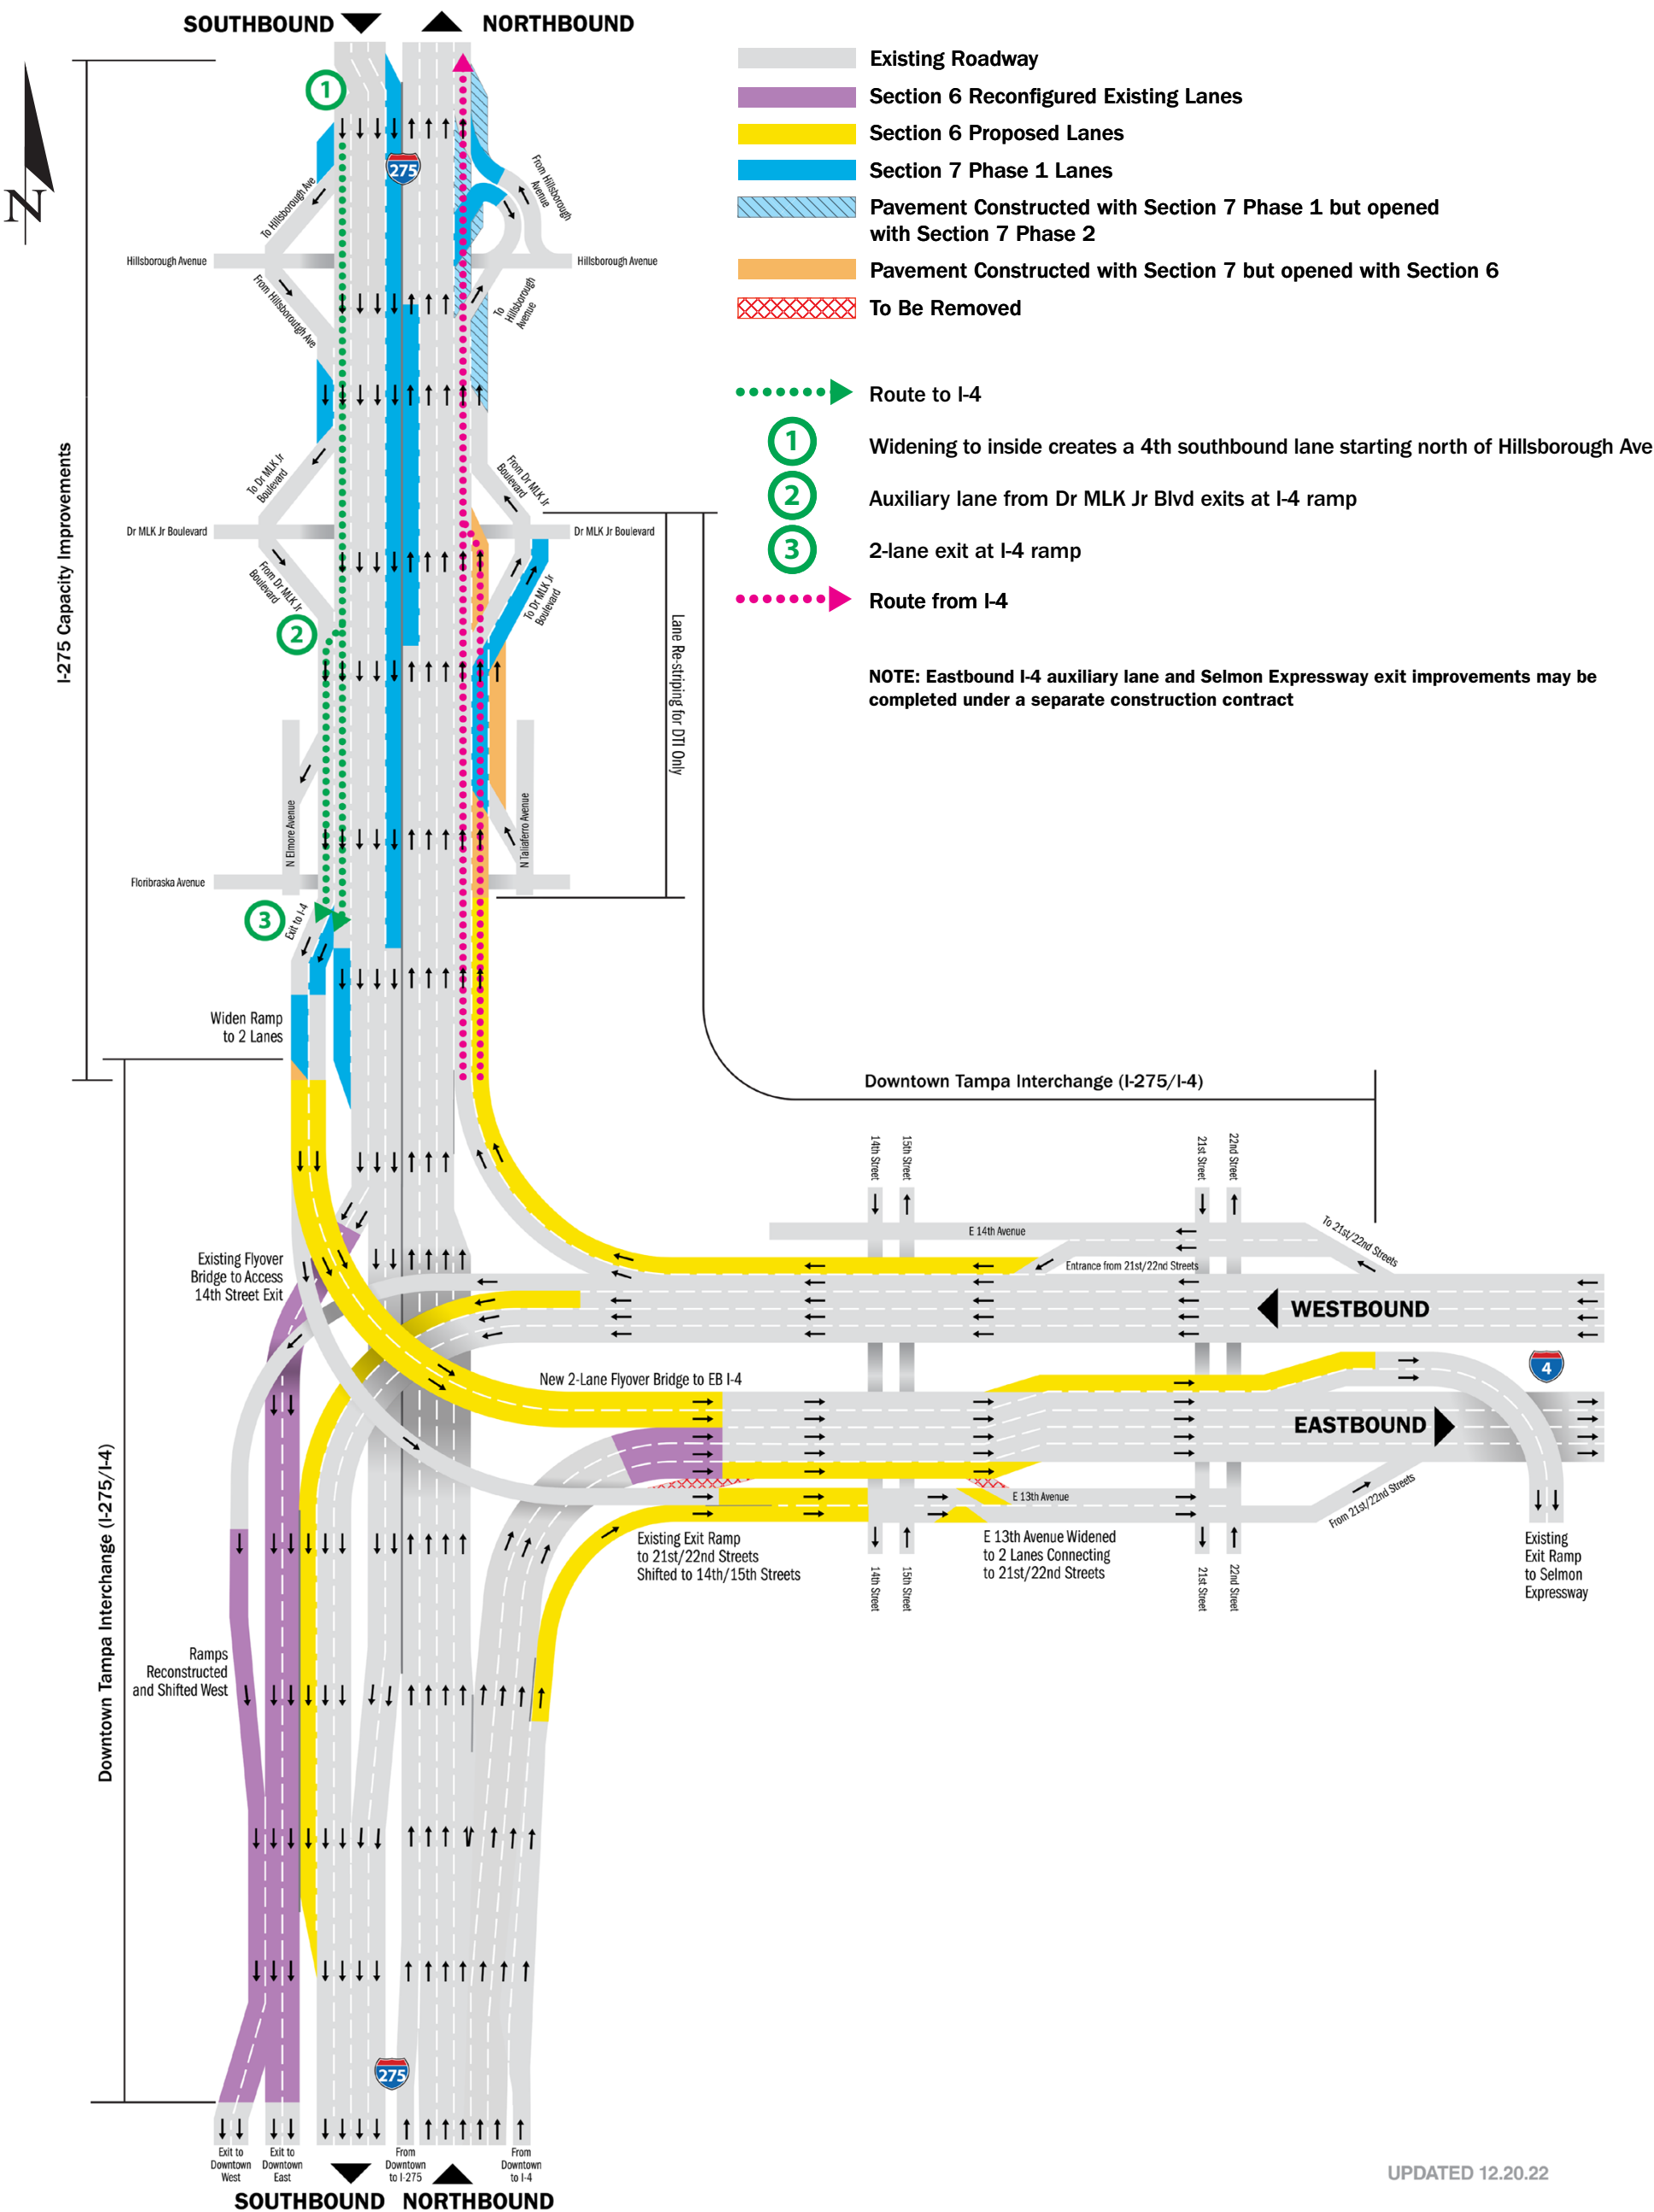 SOUTHBOUND
NORTHBOUND
Existing Roadway
Section 6 Reconfigured Existing Lanes
Section 6 Proposed Lanes
Section 7 Phase 1 Lanes
Pavement Constructed with Section 7 Phase 1 but opened
with Section 7 Phase 2
Pavement Constructed with Section 7 but opened with Section 6
To Be Removed
Route to I-4
1
Widening to inside creates a 4th southbound lane starting north of Hillsborough Ave
2
Auxiliary lane from Dr MLK Jr Blvd exits at I-4 ramp
3
2-lane exit at I-4 ramp
Route from I-4
NOTE: Eastbound I-4 auxiliary lane and Selmon Expressway exit improvements may be
completed under a separate construction contract
N
1
275
To Hillsborough Ave
From Hillsborough
Avenue
Hillsborough Avenue
Hillsborough Avenue
From Hillsborough Ave
To
Hillsborough
Avenue
I-275 Capacity Improvements
To Dr MLK Jr
Boulevard
From Dr MLK Jr
Boulevard
Dr MLK Jr Boulevard
Dr MLK Jr Boulevard
From Dr MLK Jr
Boulevard
To Dr MLK Jr
Boulevard
2
Lane Re-striping for DTI Only
N Elmore Avenue
N Taliaferro Avenue
Floribraska Avenue
3
Exit to I-4
Widen Ramp
to 2 Lanes
Downtown Tampa Interchange (I-275/I-4)
14th Street
15th Street
21st Street
22nd Street
E 14th Avenue
To 21st/22nd Streets
Entrance from 21st/22nd Streets
Existing Flyover
Bridge to Access
14th Street Exit
WESTBOUND
4
New 2-Lane Flyover Bridge to EB I-4
EASTBOUND
E 13th Avenue
From 21st/22nd Streets
Existing Exit Ramp
to 21st/22nd Streets
Shifted to 14th/15th Streets
E 13th Avenue Widened
to 2 Lanes Connecting
to 21st/22nd Streets
14th Street
15th Street
21st Street
22nd Street
Existing
Exit Ramp
to Selmon
Expressway
Downtown Tampa Interchange (I-275/I-4)
Ramps
Reconstructed
and Shifted West
275
Exit to
Downtown
West
Exit to
Downtown
East
From
Downtown
to I-275
From
Downtown
to I-4
SOUTHBOUND
NORTHBOUND
UPDATED 12.20.22